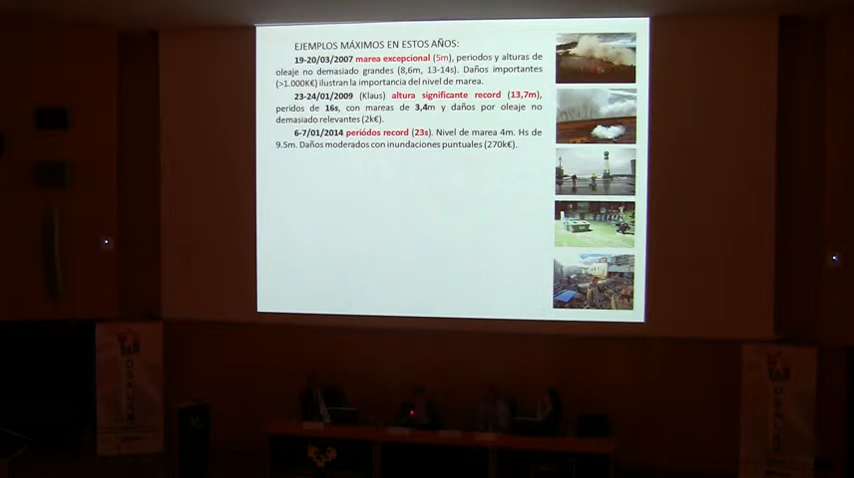 EJEMPLOS MÁXIMOS EN ESTOS AÑOS:
19-20/03/2007 marea excepcional (5m), periodos y alturas de
oleaje no demasiado grandes (8,6m, 13-14s). Daños importantes
(>1.000K€) ilustran la importancia del nivel de marea.
23-24/01/2009 (Klaus) altura significante record (13,7m),
peridos de 16s, con mareas de 3,4m y daños por oleaje no
demasiado relevantes (2k€).
6-7/01/2014 periódos record (23s). Nivel de marea 4m. Hs de
9.5m. Daños moderados con inundaciones puntuales (270k€).